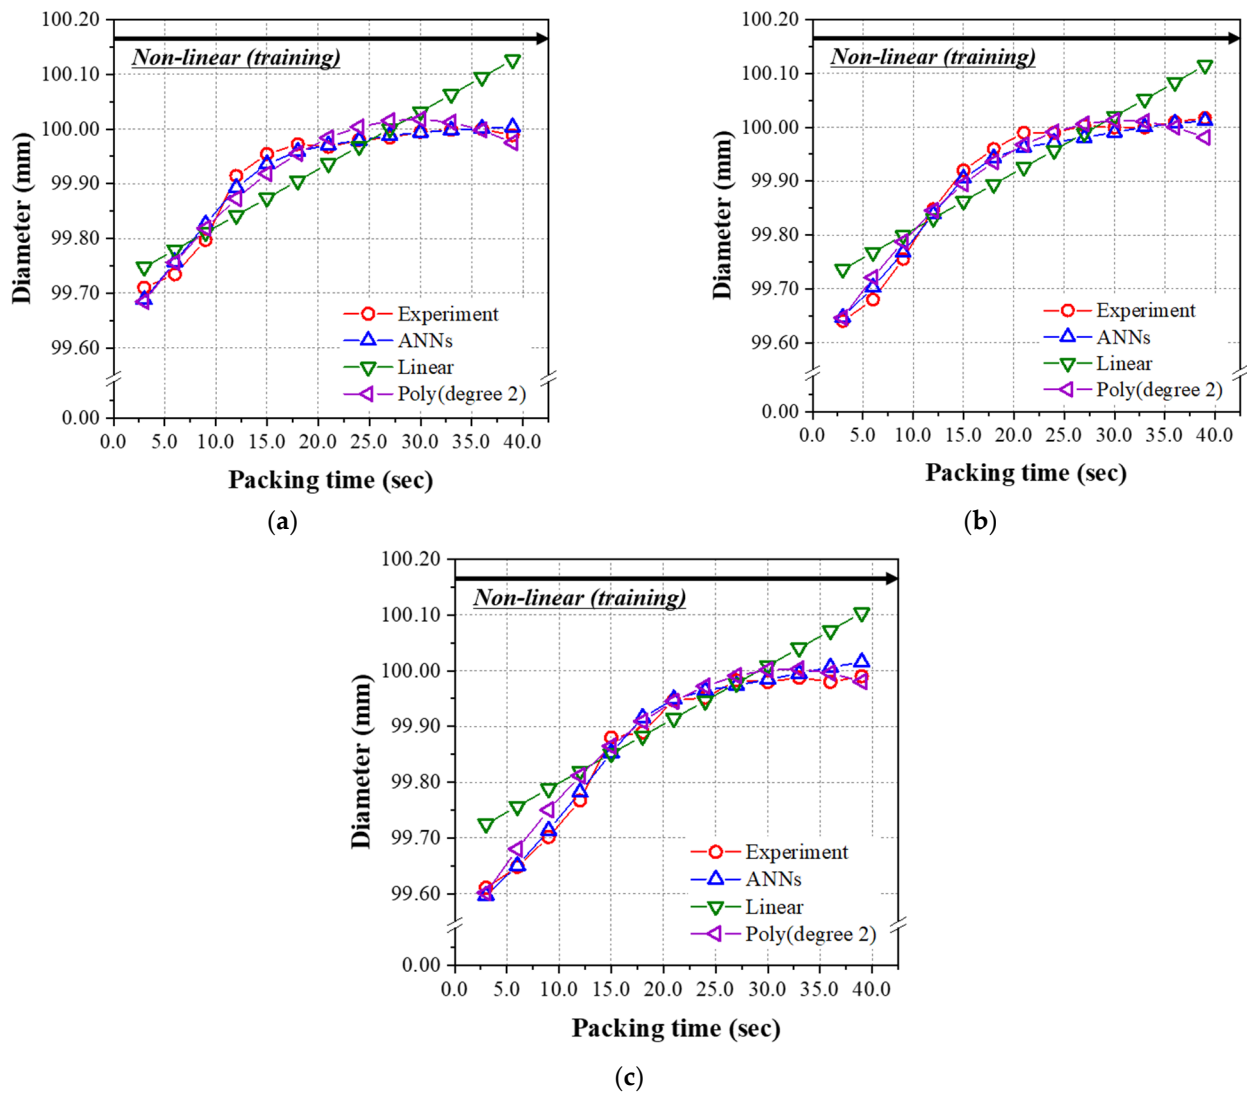 100.20
100.10
100.00
99.90
99.80
99.70
99.60
0.00
Diameter (mm)
Non-linear (training)
Experiment
ANNs
Linear
Poly(degree 2)
0.0 5.0 10.0 15.0 20.0 25.0 30.0 35.0 40.0
Packing time (sec)
(a)
100.20
100.10
100.00
99.90
99.80
99.70
99.60
0.00
Diameter (mm)
Non-linear (training)
Experiment
ANNs
Linear
Poly(degree 2)
0.0 5.0 10.0 15.0 20.0 25.0 30.0 35.0 40.0
Packing time (sec)
(b)
100.20
100.10
100.00
99.90
99.80
99.70
99.60
0.00
Diameter (mm)
Non-linear (training)
Experiment
ANNs
Linear
Poly(degree 2)
0.0 5.0 10.0 15.0 20.0 25.0 30.0 35.0 40.0
Packing time (sec)
(c)